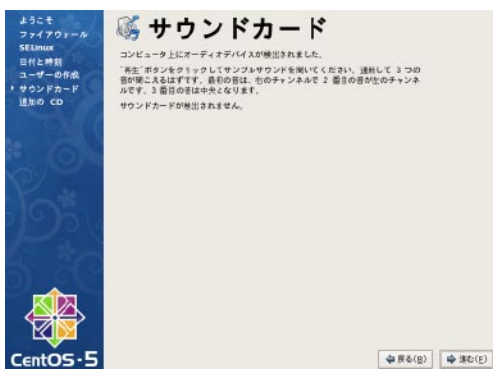 ようこそ
ファイアウォール
SELinux
日付と時刻
ユーザーの作成
サウンドカード
追加の CD
サウンドカード
コンピュータ上にオーディオデバイスが検出されました。
"再生"ボタンをクリックしてサンプルサウンドを聞いてください。連続して 3 つの
音が聞こえるはずです。最初の音は、右のチャンネルで 2 番目の音が左のチャンネ
ルです。3 番目の音は中央となります。
サウンドカードが検出されません。
CentOS-5
戻る(B)
進む(F)